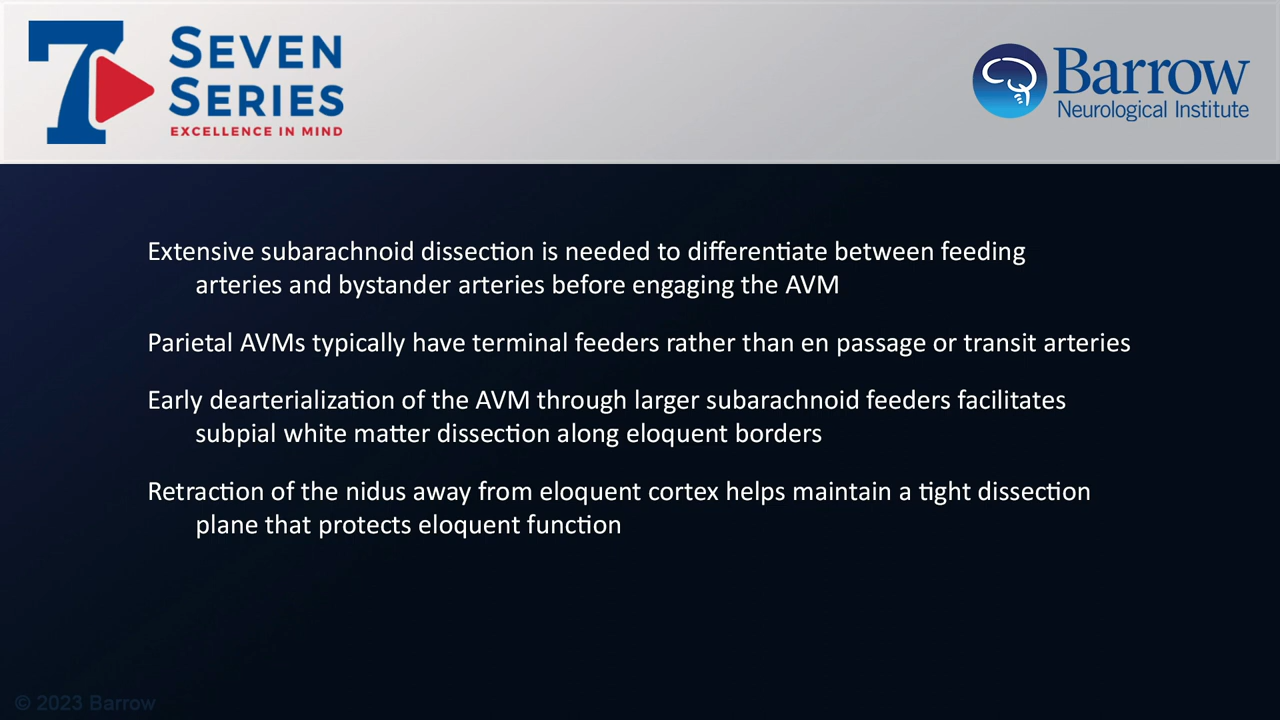 7 SEVEN
SERIES
EXCELLENCE IN MIND
Barrow
Neurological Institute
Extensive subarachnoid dissection is needed to differentiate between feeding
arteries and bystander arteries before engaging the AVM
Parietal AVMs typically have terminal feeders rather than en passage or transit arteries
Early dearterialization of the AVM through larger subarachnoid feeders facilitates
subpial white matter dissection along eloquent borders
Retraction of the nidus away from eloquent cortex helps maintain a tight dissection
plane that protects eloquent function
© 2023 Barrow